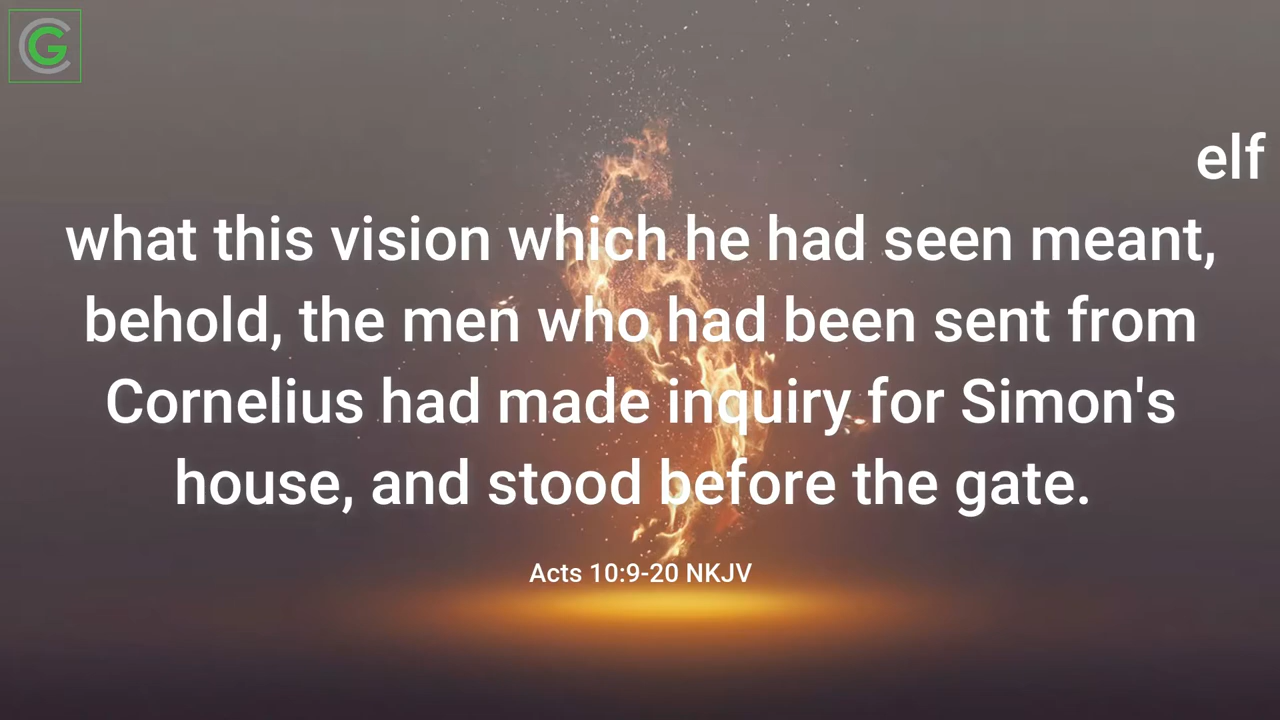 elf
what this vision which he had seen meant,
behold, the men who had been sent from
Cornelius had made inquiry for Simon's
house, and stood before the gate.
Acts 10:9-20 NKJV